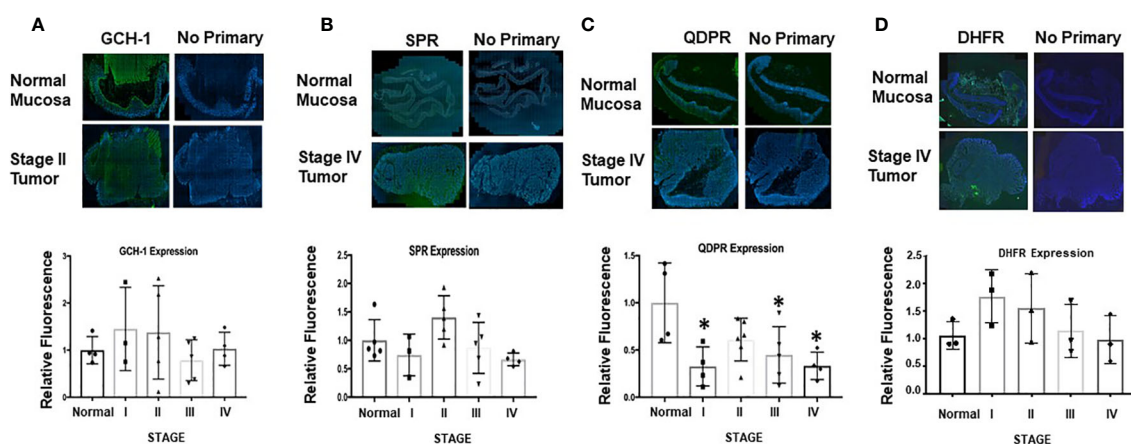 A
GCH-1 No Primary
Normal Mucosa
Stage II Tumor
GCH-1 Expression
Relative Fluorescence
3
2
1
0
Normal I II III IV
STAGE
B
SPR No Primary
Normal Mucosa
Stage IV Tumor
SPR Expression
Relative Fluorescence
2.5
2.0
1.5
1.0
0.5
0.0
Normal I II III IV
STAGE
C
QDPR No Primary
Normal Mucosa
Stage IV Tumor
QDPR Expression
Relative Fluorescence
1.5
1.0
0.5
0.0
* * *
Normal I II III IV
STAGE
D
DHFR No Primary
Normal Mucosa
Stage IV Tumor
DHFR Expression
Relative Fluorescence
2.5
2.0
1.5
1.0
0.5
0.0
Normal I II III IV
STAGE